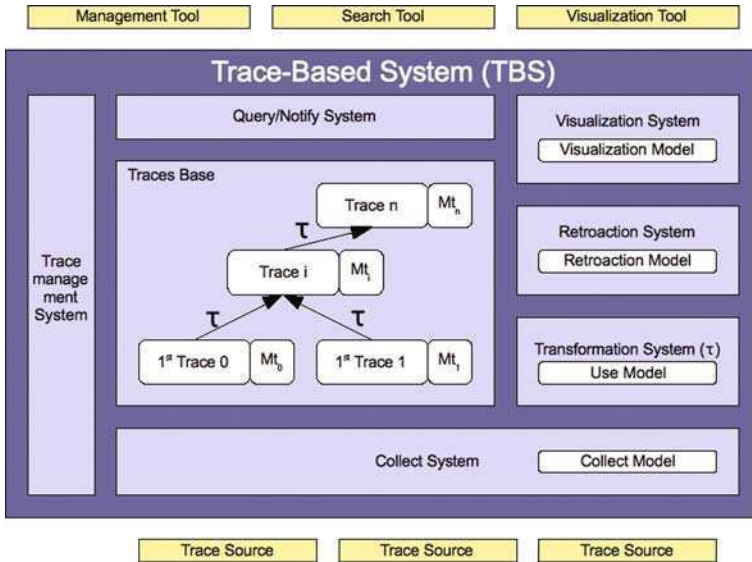 Management Tool
Search Tool
Visualization Tool
Trace-Based System (TBS)
Trace
manage
ment
System
Query/Notify System
Traces Base
Trace n
Mtn
τ
Trace i
Mti
τ
τ
1st Trace 0
Mt0
1st Trace 1
Mt1
Visualization System
Visualization Model
Retroaction System
Retroaction Model
Transformation System (τ)
Use Model
Collect System
Collect Model
Trace Source
Trace Source
Trace Source